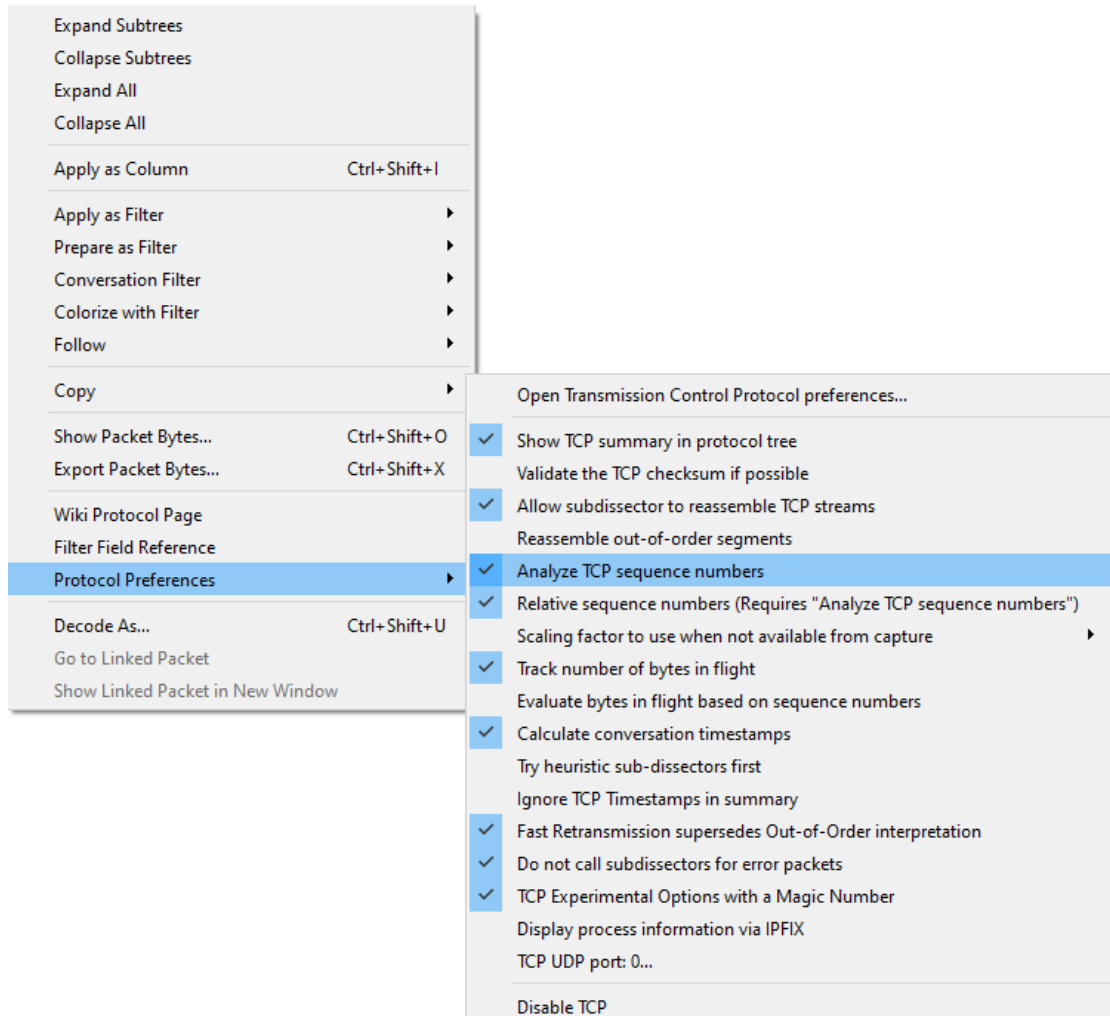 Expand Subtrees
Collapse Subtrees
Expand All
Collapse All
Apply as Column Ctrl+Shift+I
Apply as Filter
Prepare as Filter
Conversation Filter
Colorize with Filter
Follow
Copy
Show Packet Bytes... Ctrl+Shift+O
Export Packet Bytes... Ctrl+Shift+X
Wiki Protocol Page
Filter Field Reference
Protocol Preferences
Decode As... Ctrl+Shift+U
Go to Linked Packet
Show Linked Packet in New Window
Open Transmission Control Protocol preferences...
Show TCP summary in protocol tree
Validate the TCP checksum if possible
Allow subdissector to reassemble TCP streams
Reassemble out-of-order segments
Analyze TCP sequence numbers
Relative sequence numbers (Requires "Analyze TCP sequence numbers")
Scaling factor to use when not available from capture
Track number of bytes in flight
Evaluate bytes in flight based on sequence numbers
Calculate conversation timestamps
Try heuristic sub-dissectors first
Ignore TCP Timestamps in summary
Fast Retransmission supersedes Out-of-Order interpretation
Do not call subdissectors for error packets
TCP Experimental Options with a Magic Number
Display process information via IPFIX
TCP UDP port: 0...
Disable TCP